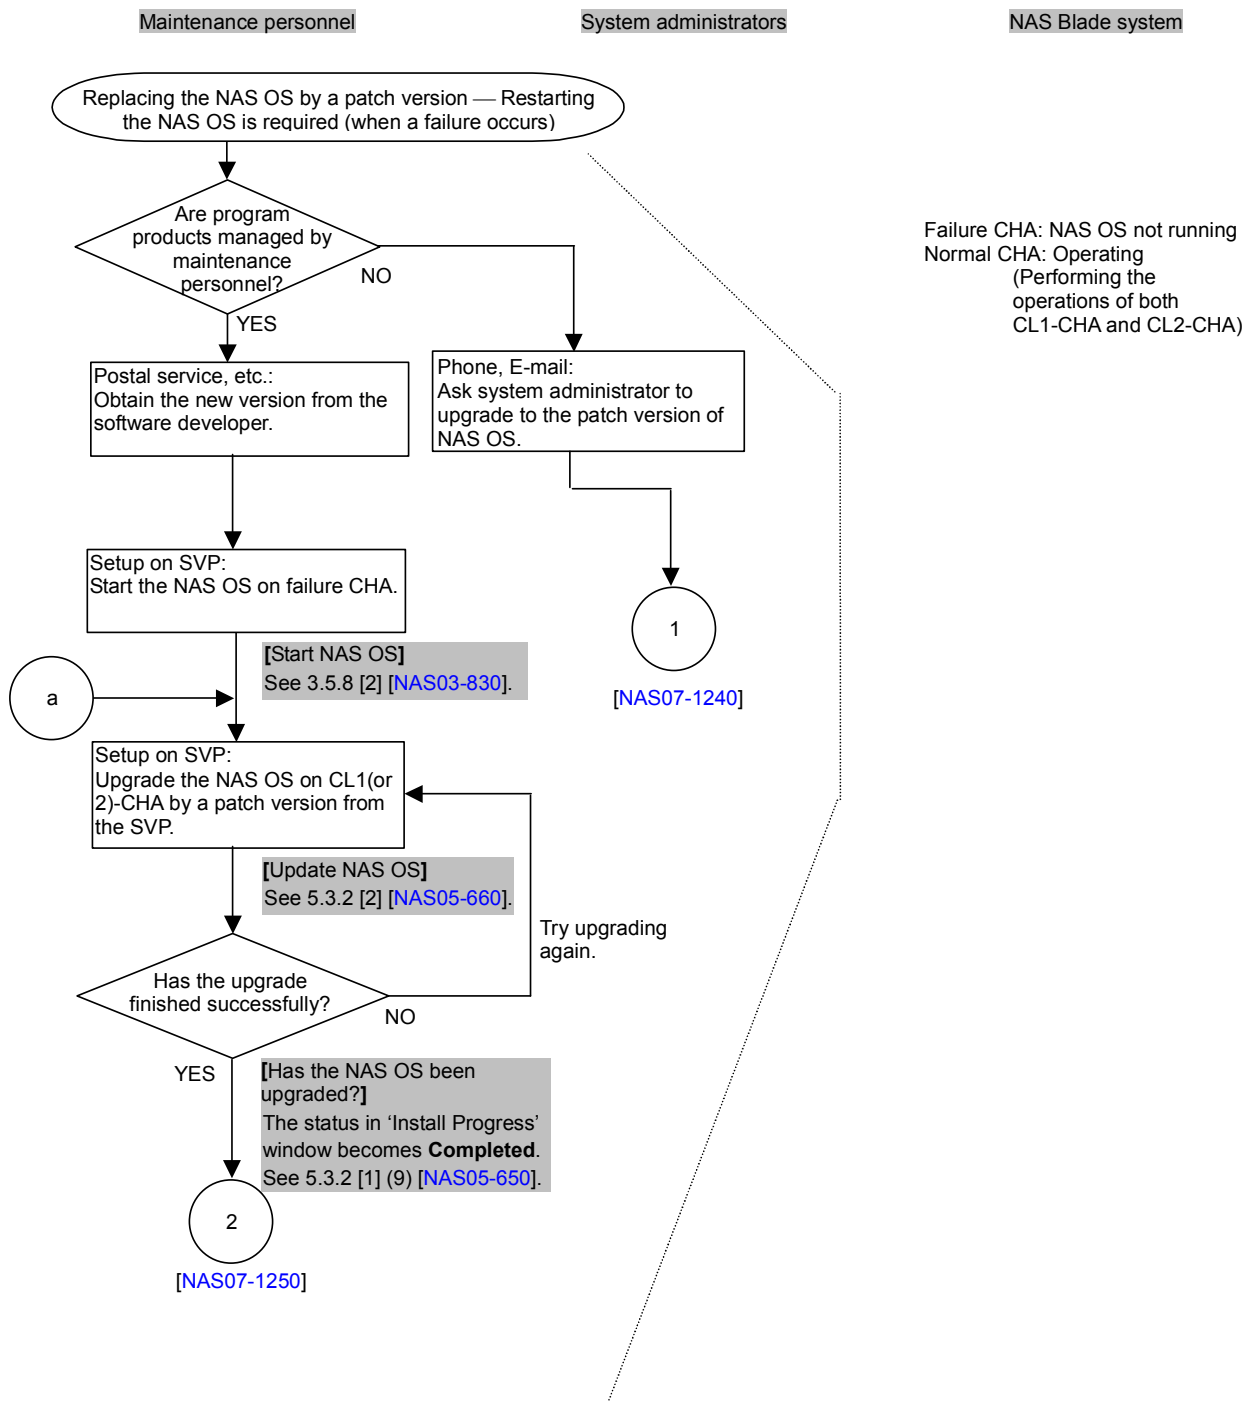 Maintenance personnel
System administrators
NAS Blade system
Replacing the NAS OS by a patch version — Restarting
the NAS OS is required (when a failure occurs)
Are program
products managed by
maintenance
personnel?
NO
YES
Failure CHA: NAS OS not running
Normal CHA: Operating
(Performing the
operations of both
CL1-CHA and CL2-CHA)
Postal service, etc.:
Obtain the new version from the
software developer.
Phone, E-mail:
Ask system administrator to
upgrade to the patch version of
NAS OS.
Setup on SVP:
Start the NAS OS on failure CHA.
1
[NAS07-1240]
[Start NAS OS]
See 3.5.8 [2] [NAS03-830].
a
Setup on SVP:
Upgrade the NAS OS on CL1(or
2)-CHA by a patch version from
the SVP.
[Update NAS OS]
See 5.3.2 [2] [NAS05-660].
Try upgrading
again.
Has the upgrade
finished successfully?
NO
YES
[Has the NAS OS been
upgraded?]
The status in ‘Install Progress’
window becomes Completed.
See 5.3.2 [1] (9) [NAS05-650].
2
[NAS07-1250]